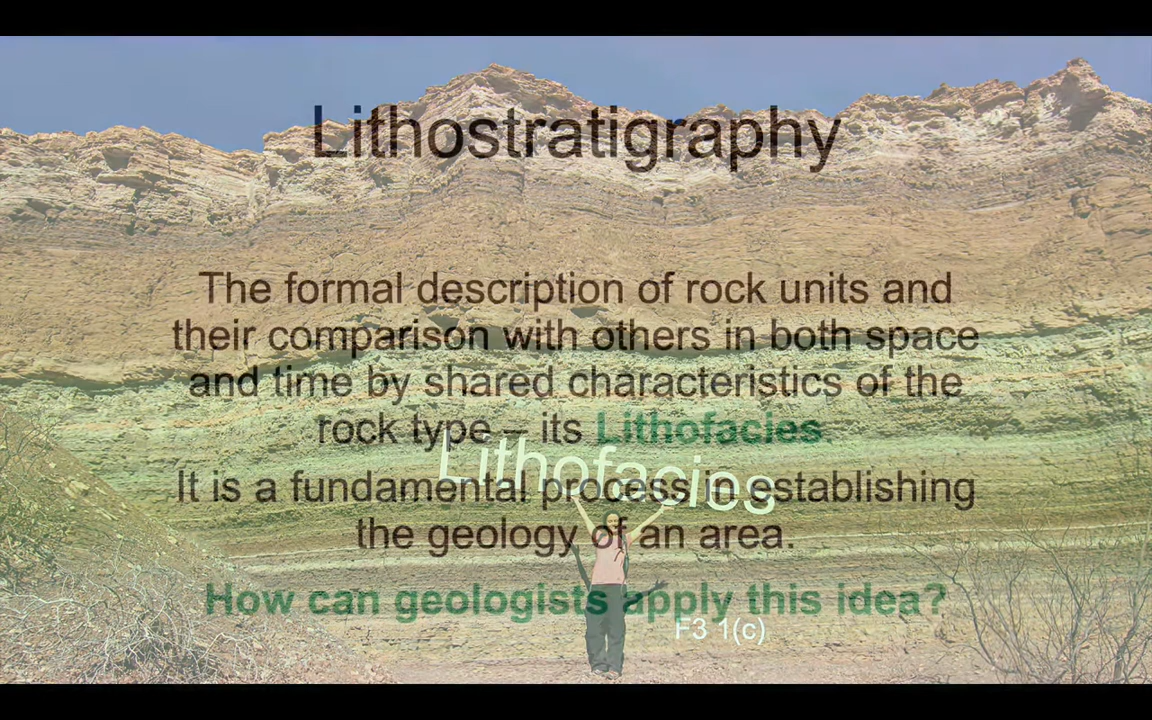 Lithostratigraphy
The formal description of rock units and
their comparison with others in both space
and time by shared characteristics of the
rock type – its Lithofacies
Lithofacies
It is a fundamental process in establishing
the geology of an area.
How can geologists apply this idea?
F3 1(c)